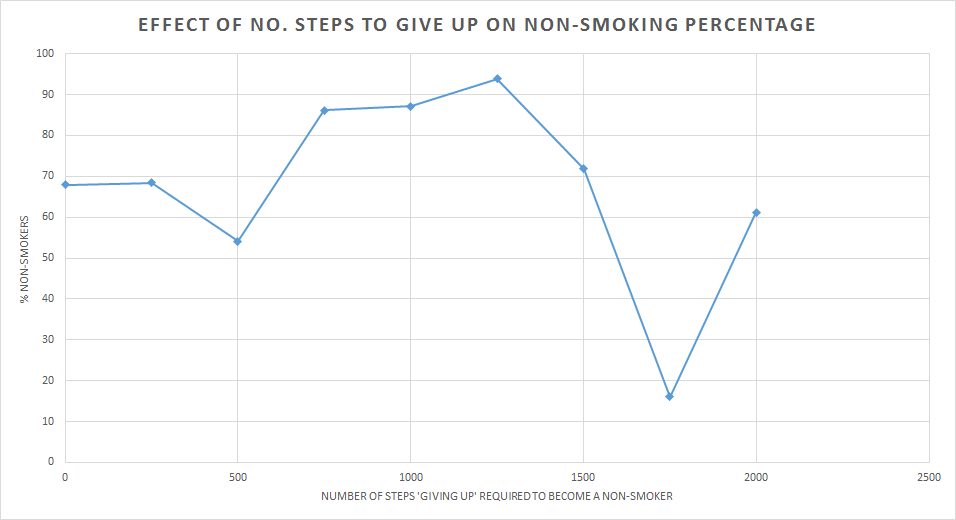 EFFECT OF NO. STEPS TO GIVE UP ON NON-SMOKING PERCENTAGE
100
90
80
70
60
50
40
30
20
10
0
% NON-SMOKERS
0 500 1000 1500 2000 2500
NUMBER OF STEPS 'GIVING UP' REQUIRED TO BECOME A NON-SMOKER